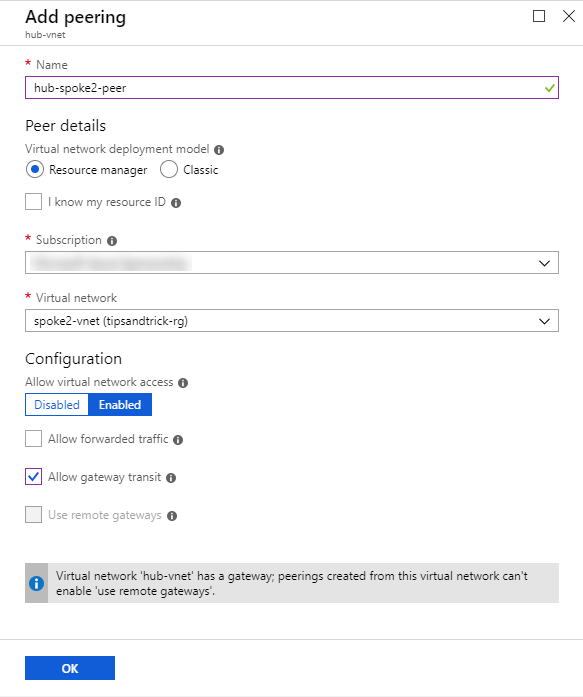 Add peering
hub-vnet
* Name
hub-spoke2-peer
Peer details
Virtual network deployment model
Resource manager Classic
I know my resource ID
* Subscription
* Virtual network
spoke2-vnet (tipsandtrick-rg)
Configuration
Allow virtual network access
Disabled Enabled
Allow forwarded traffic
Allow gateway transit
Use remote gateways
Virtual network 'hub-vnet' has a gateway; peerings created from this virtual network can't
enable 'use remote gateways'.
OK